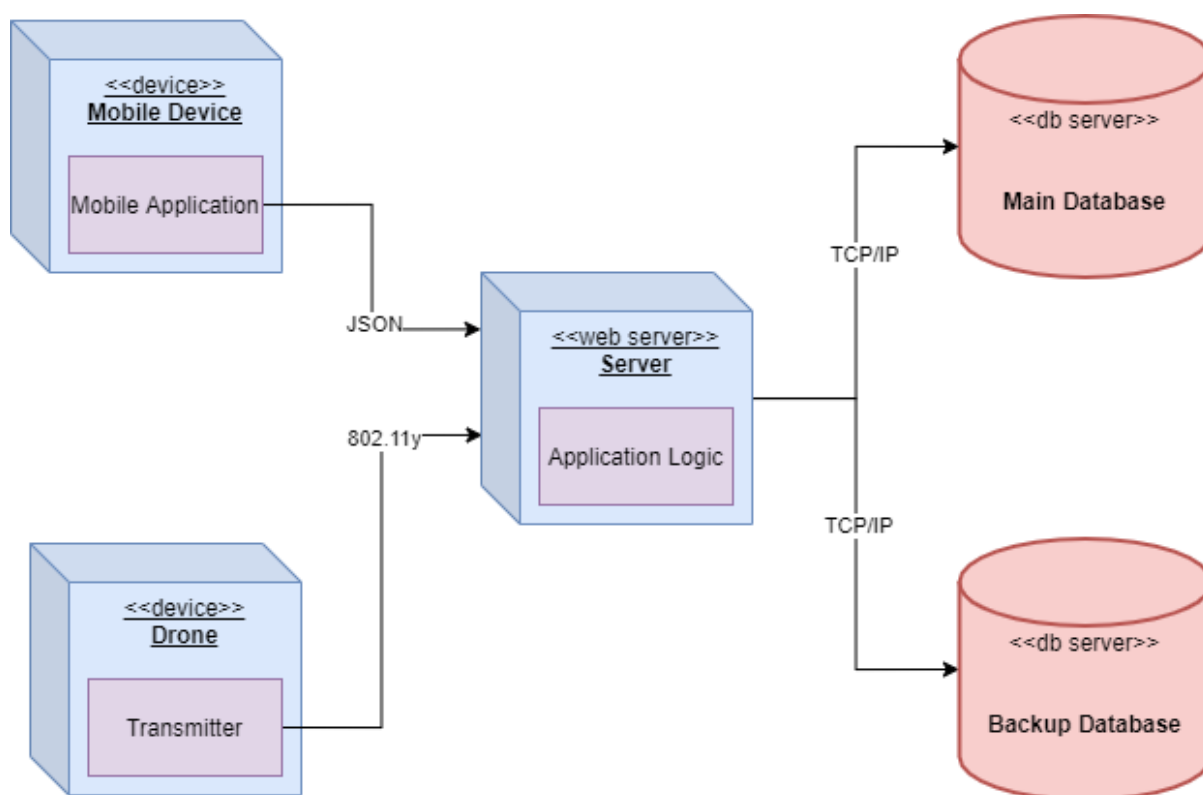 <<device>>
Mobile Device
Mobile Application
JSON
<<device>>
Drone
Transmitter
802.11y
<<web server>>
Server
Application Logic
TCP/IP
<<db server>>
Main Database
TCP/IP
<<db server>>
Backup Database